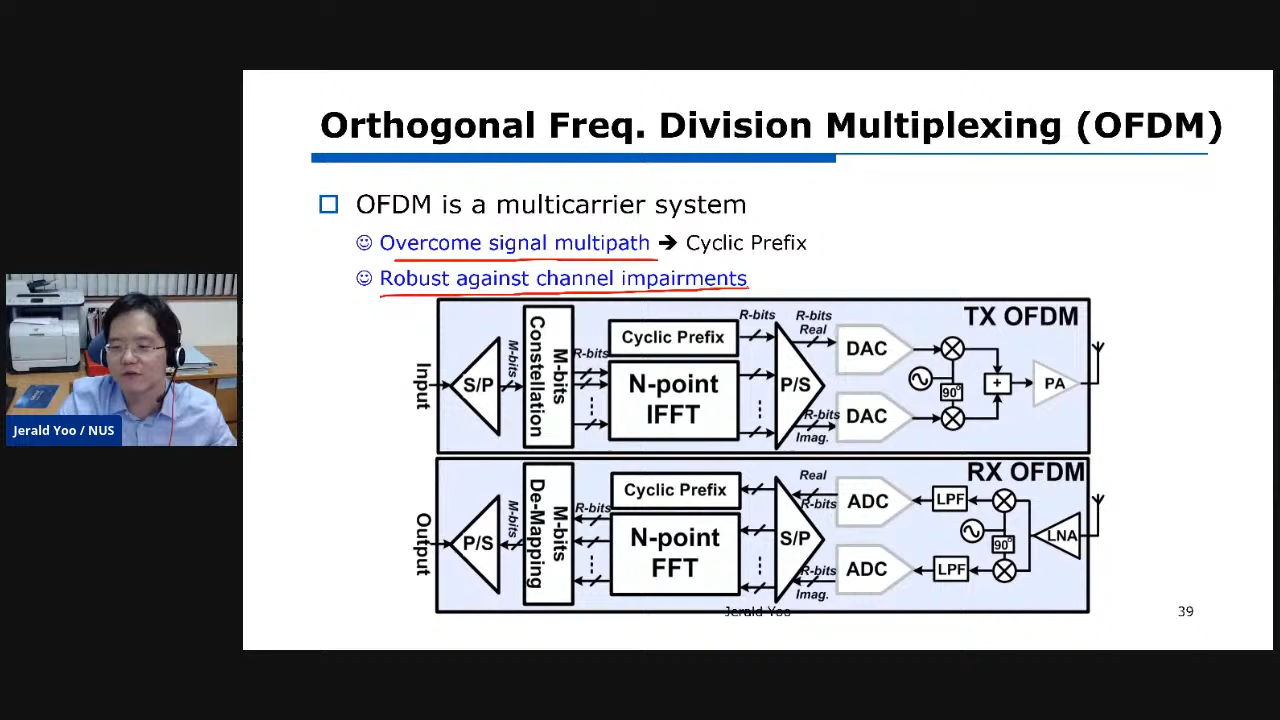 Orthogonal Freq. Division Multiplexing (OFDM)
OFDM is a multicarrier system
Overcome signal multipath ➔ Cyclic Prefix
Robust against channel impairments
TX OFDM
Input
S/P
M-bits
M-bits
Constellation
R-bits
Cyclic Prefix
N-point
IFFT
R-bits
P/S
R-bits
Real
R-bits
Imag.
DAC
DAC
90°
+
PA
RX OFDM
Output
P/S
M-bits
M-bits
De-Mapping
R-bits
Cyclic Prefix
N-point
FFT
S/P
Real
R-bits
R-bits
Imag.
ADC
ADC
LPF
LPF
90°
LNA
Jerald Yoo
39
Jerald Yoo / NUS